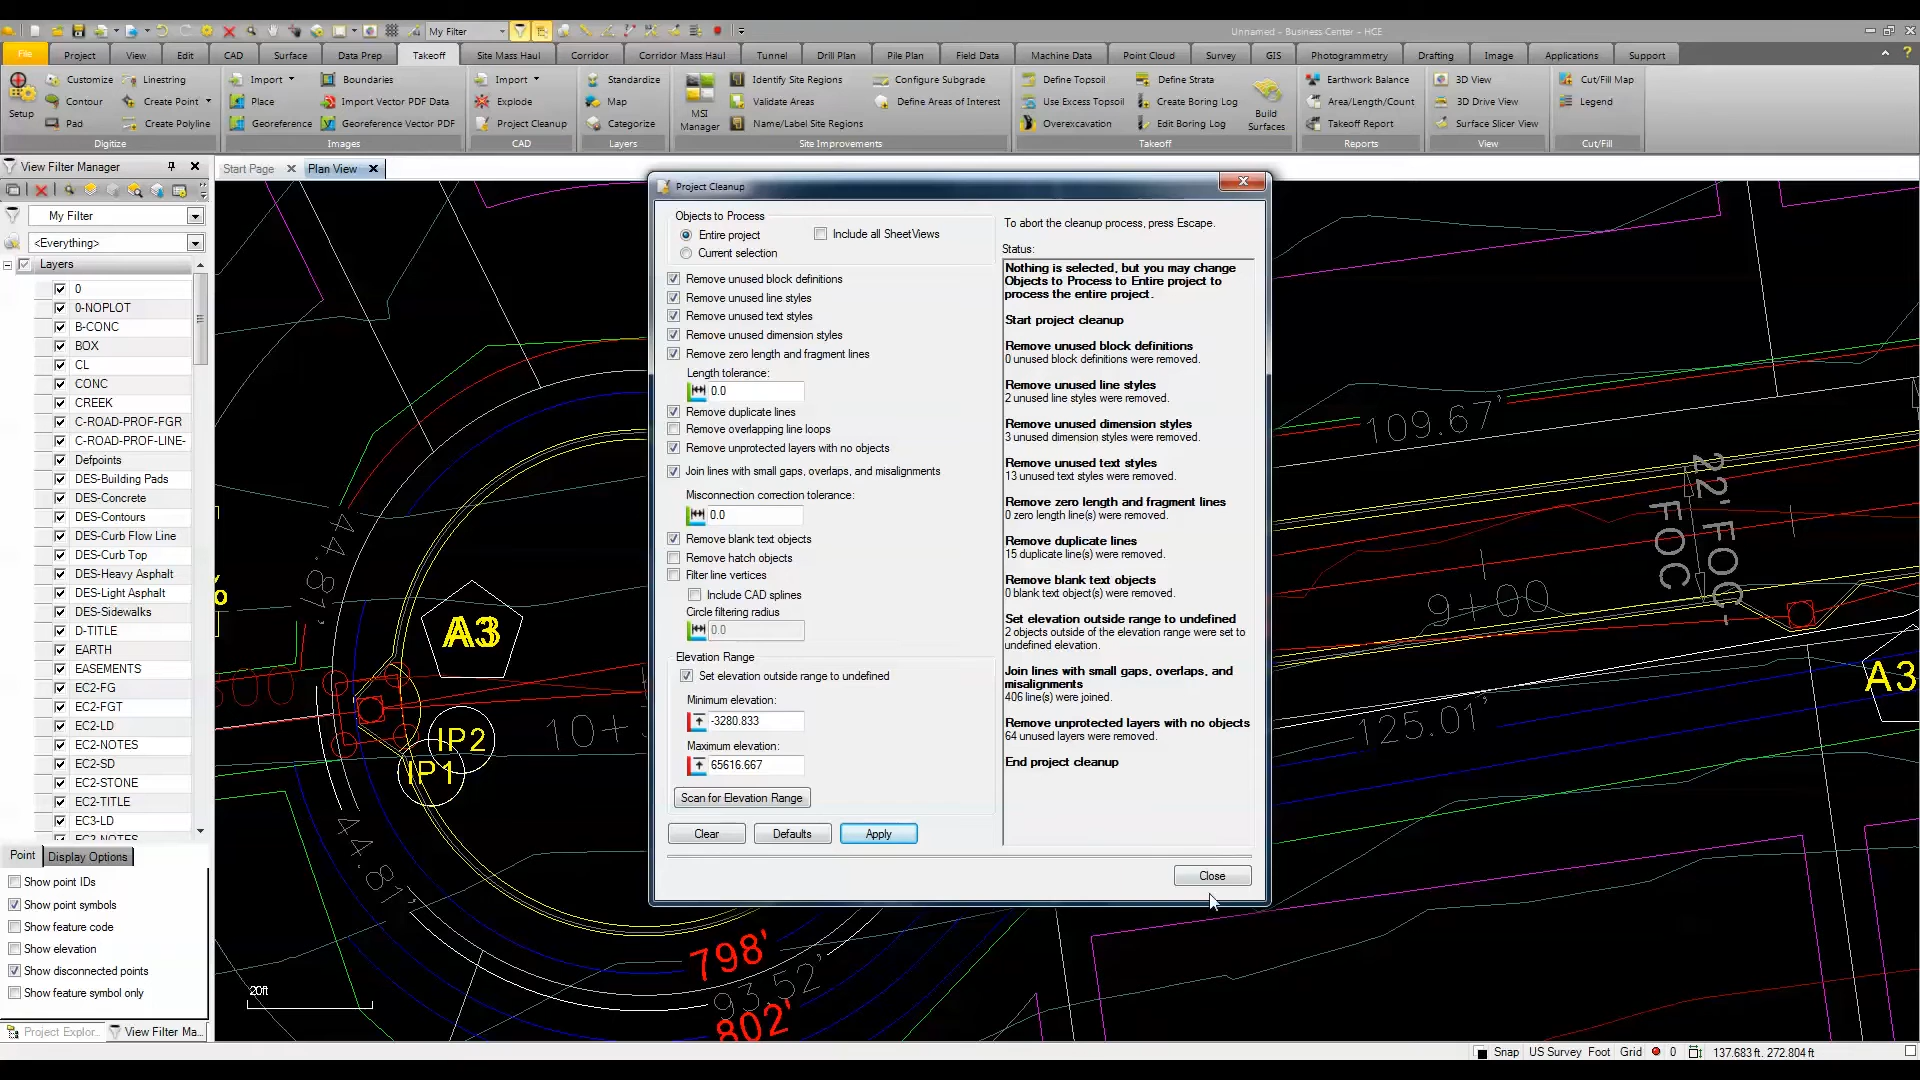 My Filter
Unnamed - Business Center - HCE
File
Project
View
Edit
CAD
Surface
Data Prep
Takeoff
Site Mass Haul
Corridor
Corridor Mass Haul
Tunnel
Drill Plan
Pile Plan
Field Data
Machine Data
Point Cloud
Survey
GIS
Photogrammetry
Drafting
Image
Applications
Support
Setup
Customize
Linestring
Contour
Create Point
Pad
Create Polyline
Digitize
Import
Boundaries
Place
Import Vector PDF Data
Georeference
Georeference Vector PDF
Images
Import
Explode
Project Cleanup
CAD
Standardize
Map
Categorize
Layers
MSI Manager
Identify Site Regions
Configure Subgrade
Validate Areas
Define Areas of Interest
Name/Label Site Regions
Site Improvements
Define Topsoil
Define Strata
Use Excess Topsoil
Create Boring Log
Overexcavation
Edit Boring Log
Build Surfaces
Takeoff
Earthwork Balance
Area/Length/Count
Takeoff Report
Reports
3D View
3D Drive View
Surface Slicer View
View
Cut/Fill Map
Legend
Cut/Fill
View Filter Manager
My Filter
<Everything>
Layers
0
0-NOPLOT
B-CONC
BOX
CL
CONC
CREEK
C-ROAD-PROF-FGR
C-ROAD-PROF-LINE-
Defpoints
DES-Building Pads
DES-Concrete
DES-Contours
DES-Curb Flow Line
DES-Curb Top
DES-Heavy Asphalt
DES-Light Asphalt
DES-Sidewalks
D-TITLE
EARTH
EASEMENTS
EC2-FG
EC2-FGT
EC2-LD
EC2-NOTES
EC2-SD
EC2-STONE
EC2-TITLE
EC3-LD
EC3-NOTES
Point
Display Options
Show point IDs
Show point symbols
Show feature code
Show elevation
Show disconnected points
Show feature symbol only
Project Explor...
View Filter Ma...
Start Page
Plan View
Project Cleanup
Objects to Process
Entire project
Include all SheetViews
Current selection
Remove unused block definitions
Remove unused line styles
Remove unused text styles
Remove unused dimension styles
Remove zero length and fragment lines
Length tolerance:
0.0
Remove duplicate lines
Remove overlapping line loops
Remove unprotected layers with no objects
Join lines with small gaps, overlaps, and misalignments
Misconnection correction tolerance:
0.0
Remove blank text objects
Remove hatch objects
Filter line vertices
Include CAD splines
Circle filtering radius
0.0
Elevation Range
Set elevation outside range to undefined
Minimum elevation:
-3280.833
Maximum elevation:
65616.667
Scan for Elevation Range
Clear
Defaults
Apply
To abort the cleanup process, press Escape.
Status:
Nothing is selected, but you may change
Objects to Process to Entire project to
process the entire project.
Start project cleanup
Remove unused block definitions
0 unused block definitions were removed.
Remove unused line styles
2 unused line styles were removed.
Remove unused dimension styles
3 unused dimension styles were removed.
Remove unused text styles
13 unused text styles were removed.
Remove zero length and fragment lines
0 zero length line(s) were removed.
Remove duplicate lines
15 duplicate line(s) were removed.
Remove blank text objects
0 blank text object(s) were removed.
Set elevation outside range to undefined
2 objects outside of the elevation range were set to
undefined elevation.
Join lines with small gaps, overlaps, and
misalignments
406 line(s) were joined.
Remove unprotected layers with no objects
64 unused layers were removed.
End project cleanup
Close
44.81'
A3
IP2
IP1
44.81'
798'
93.52'
802'
20ft
109.67'
22' FOC-
FOC
9+00
A3
125.01'
Snap
US Survey Foot
Grid
0
137.683 ft, 272.804 ft